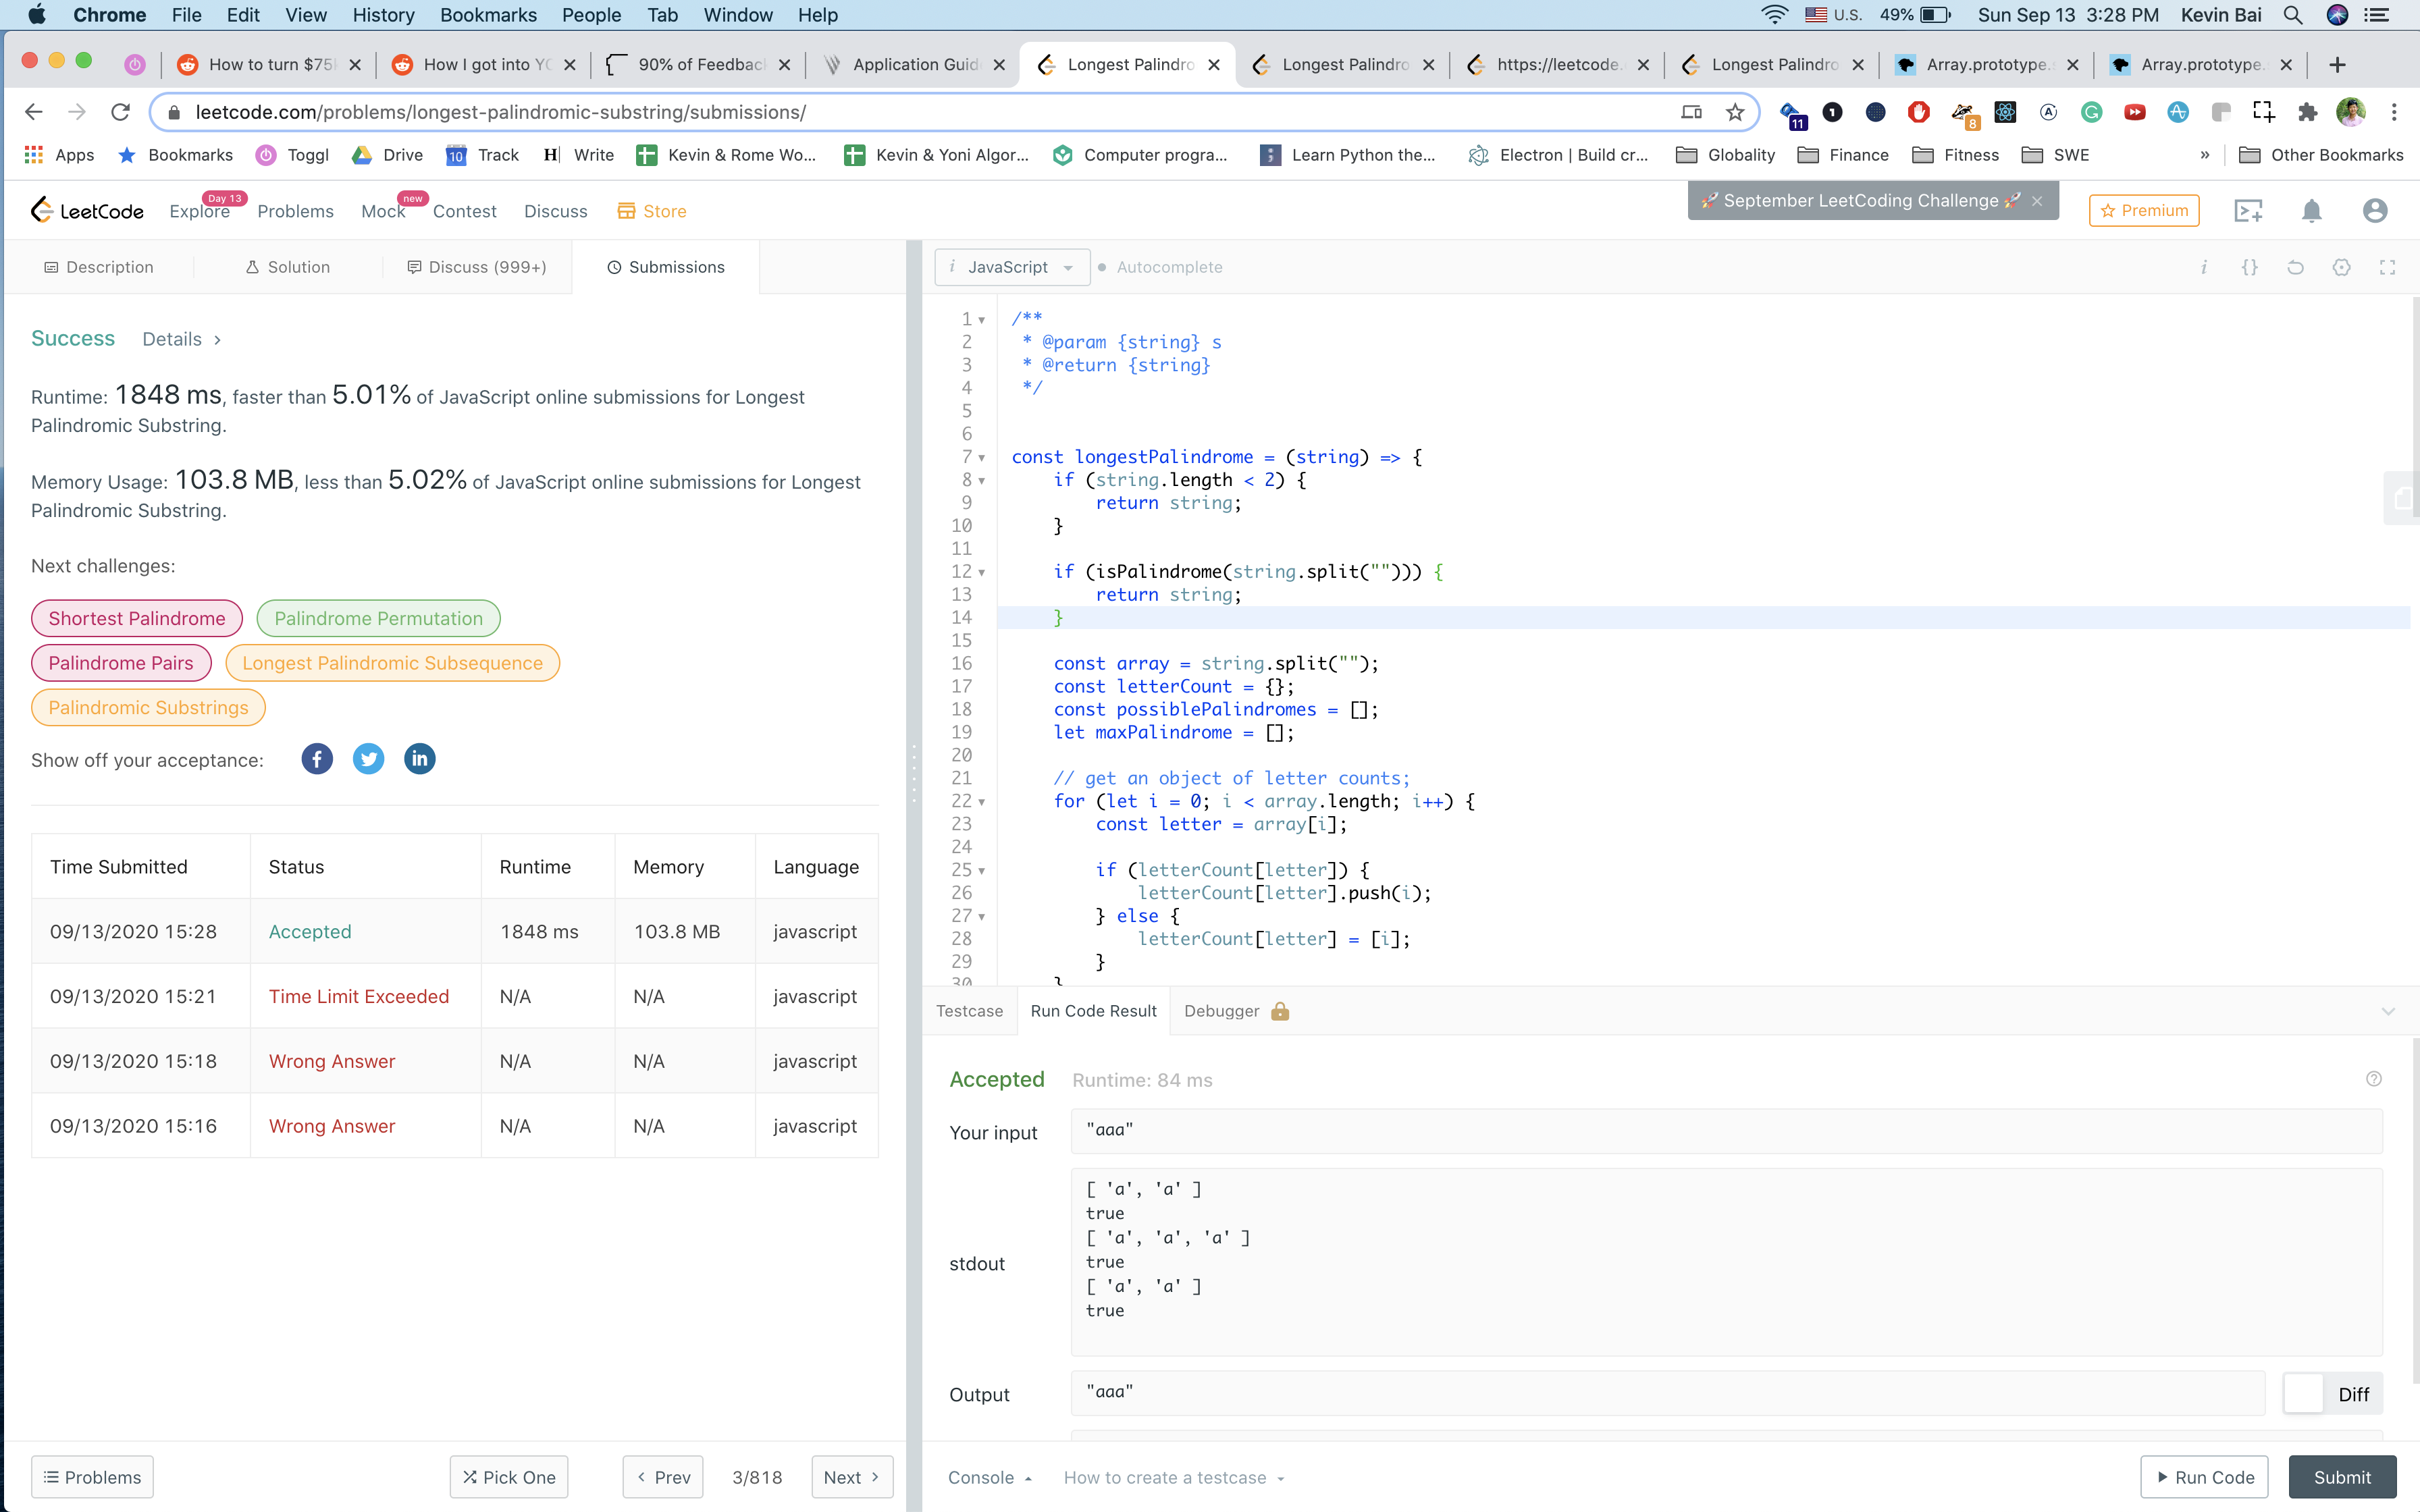 Chrome File Edit View History Bookmarks People Tab Window Help U.S. 49% Sun Sep 13 3:28 PM Kevin Bai
How to turn $75 How I got into YC 90% of Feedbac Application Guid Longest Palindro Longest Palindro https://leetcode. Longest Palindro Array.prototype. Array.prototype.
leetcode.com/problems/longest-palindromic-substring/submissions/ 11 1 8
Apps Bookmarks Toggl Drive 10 Track H Write Kevin & Rome Wo... Kevin & Yoni Algor... Computer progra... Learn Python the... Electron | Build cr... Globality Finance Fitness SWE » Other Bookmarks
LeetCode Explore Day 13 Problems Mock new Contest Discuss Store 🚀 September LeetCoding Challenge 🚀 Premium
Description Solution Discuss (999+) Submissions
Success Details >
Runtime: 1848 ms, faster than 5.01% of JavaScript online submissions for Longest
Palindromic Substring.
Memory Usage: 103.8 MB, less than 5.02% of JavaScript online submissions for Longest
Palindromic Substring.
Next challenges:
Shortest Palindrome Palindrome Permutation
Palindrome Pairs Longest Palindromic Subsequence
Palindromic Substrings
Show off your acceptance: f in
Time Submitted Status Runtime Memory Language
09/13/2020 15:28 Accepted 1848 ms 103.8 MB javascript
09/13/2020 15:21 Time Limit Exceeded N/A N/A javascript
09/13/2020 15:18 Wrong Answer N/A N/A javascript
09/13/2020 15:16 Wrong Answer N/A N/A javascript
Problems Pick One < Prev 3/818 Next >
i JavaScript Autocomplete i {}
1 /**
2  * @param {string} s
3  * @return {string}
4  */
5
6
7 const longestPalindrome = (string) => {
8     if (string.length < 2) {
9         return string;
10     }
11
12     if (isPalindrome(string.split(""))) {
13         return string;
14     }
15
16     const array = string.split("");
17     const letterCount = {};
18     const possiblePalindromes = [];
19     let maxPalindrome = [];
20
21     // get an object of letter counts;
22     for (let i = 0; i < array.length; i++) {
23         const letter = array[i];
24
25         if (letterCount[letter]) {
26             letterCount[letter].push(i);
27         } else {
28             letterCount[letter] = [i];
29         }
30     }
Testcase Run Code Result Debugger
Accepted Runtime: 84 ms
Your input "aaa"
stdout
[ 'a', 'a' ]
true
[ 'a', 'a', 'a' ]
true
[ 'a', 'a' ]
true
Output "aaa" Diff
Console How to create a testcase Run Code Submit